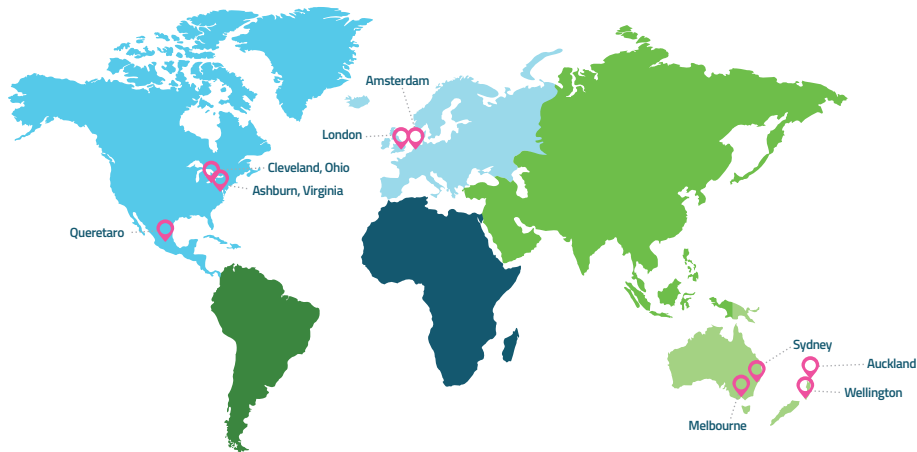 Amsterdam
London
Cleveland, Ohio
Ashburn, Virginia
Queretaro
Sydney
Auckland
Wellington
Melbourne